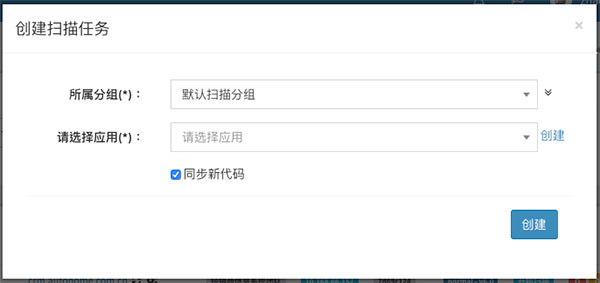 创建扫描任务 ×
所属分组(*)： 默认扫描分组
请选择应用(*)： 请选择应用 创建
同步新代码
创建